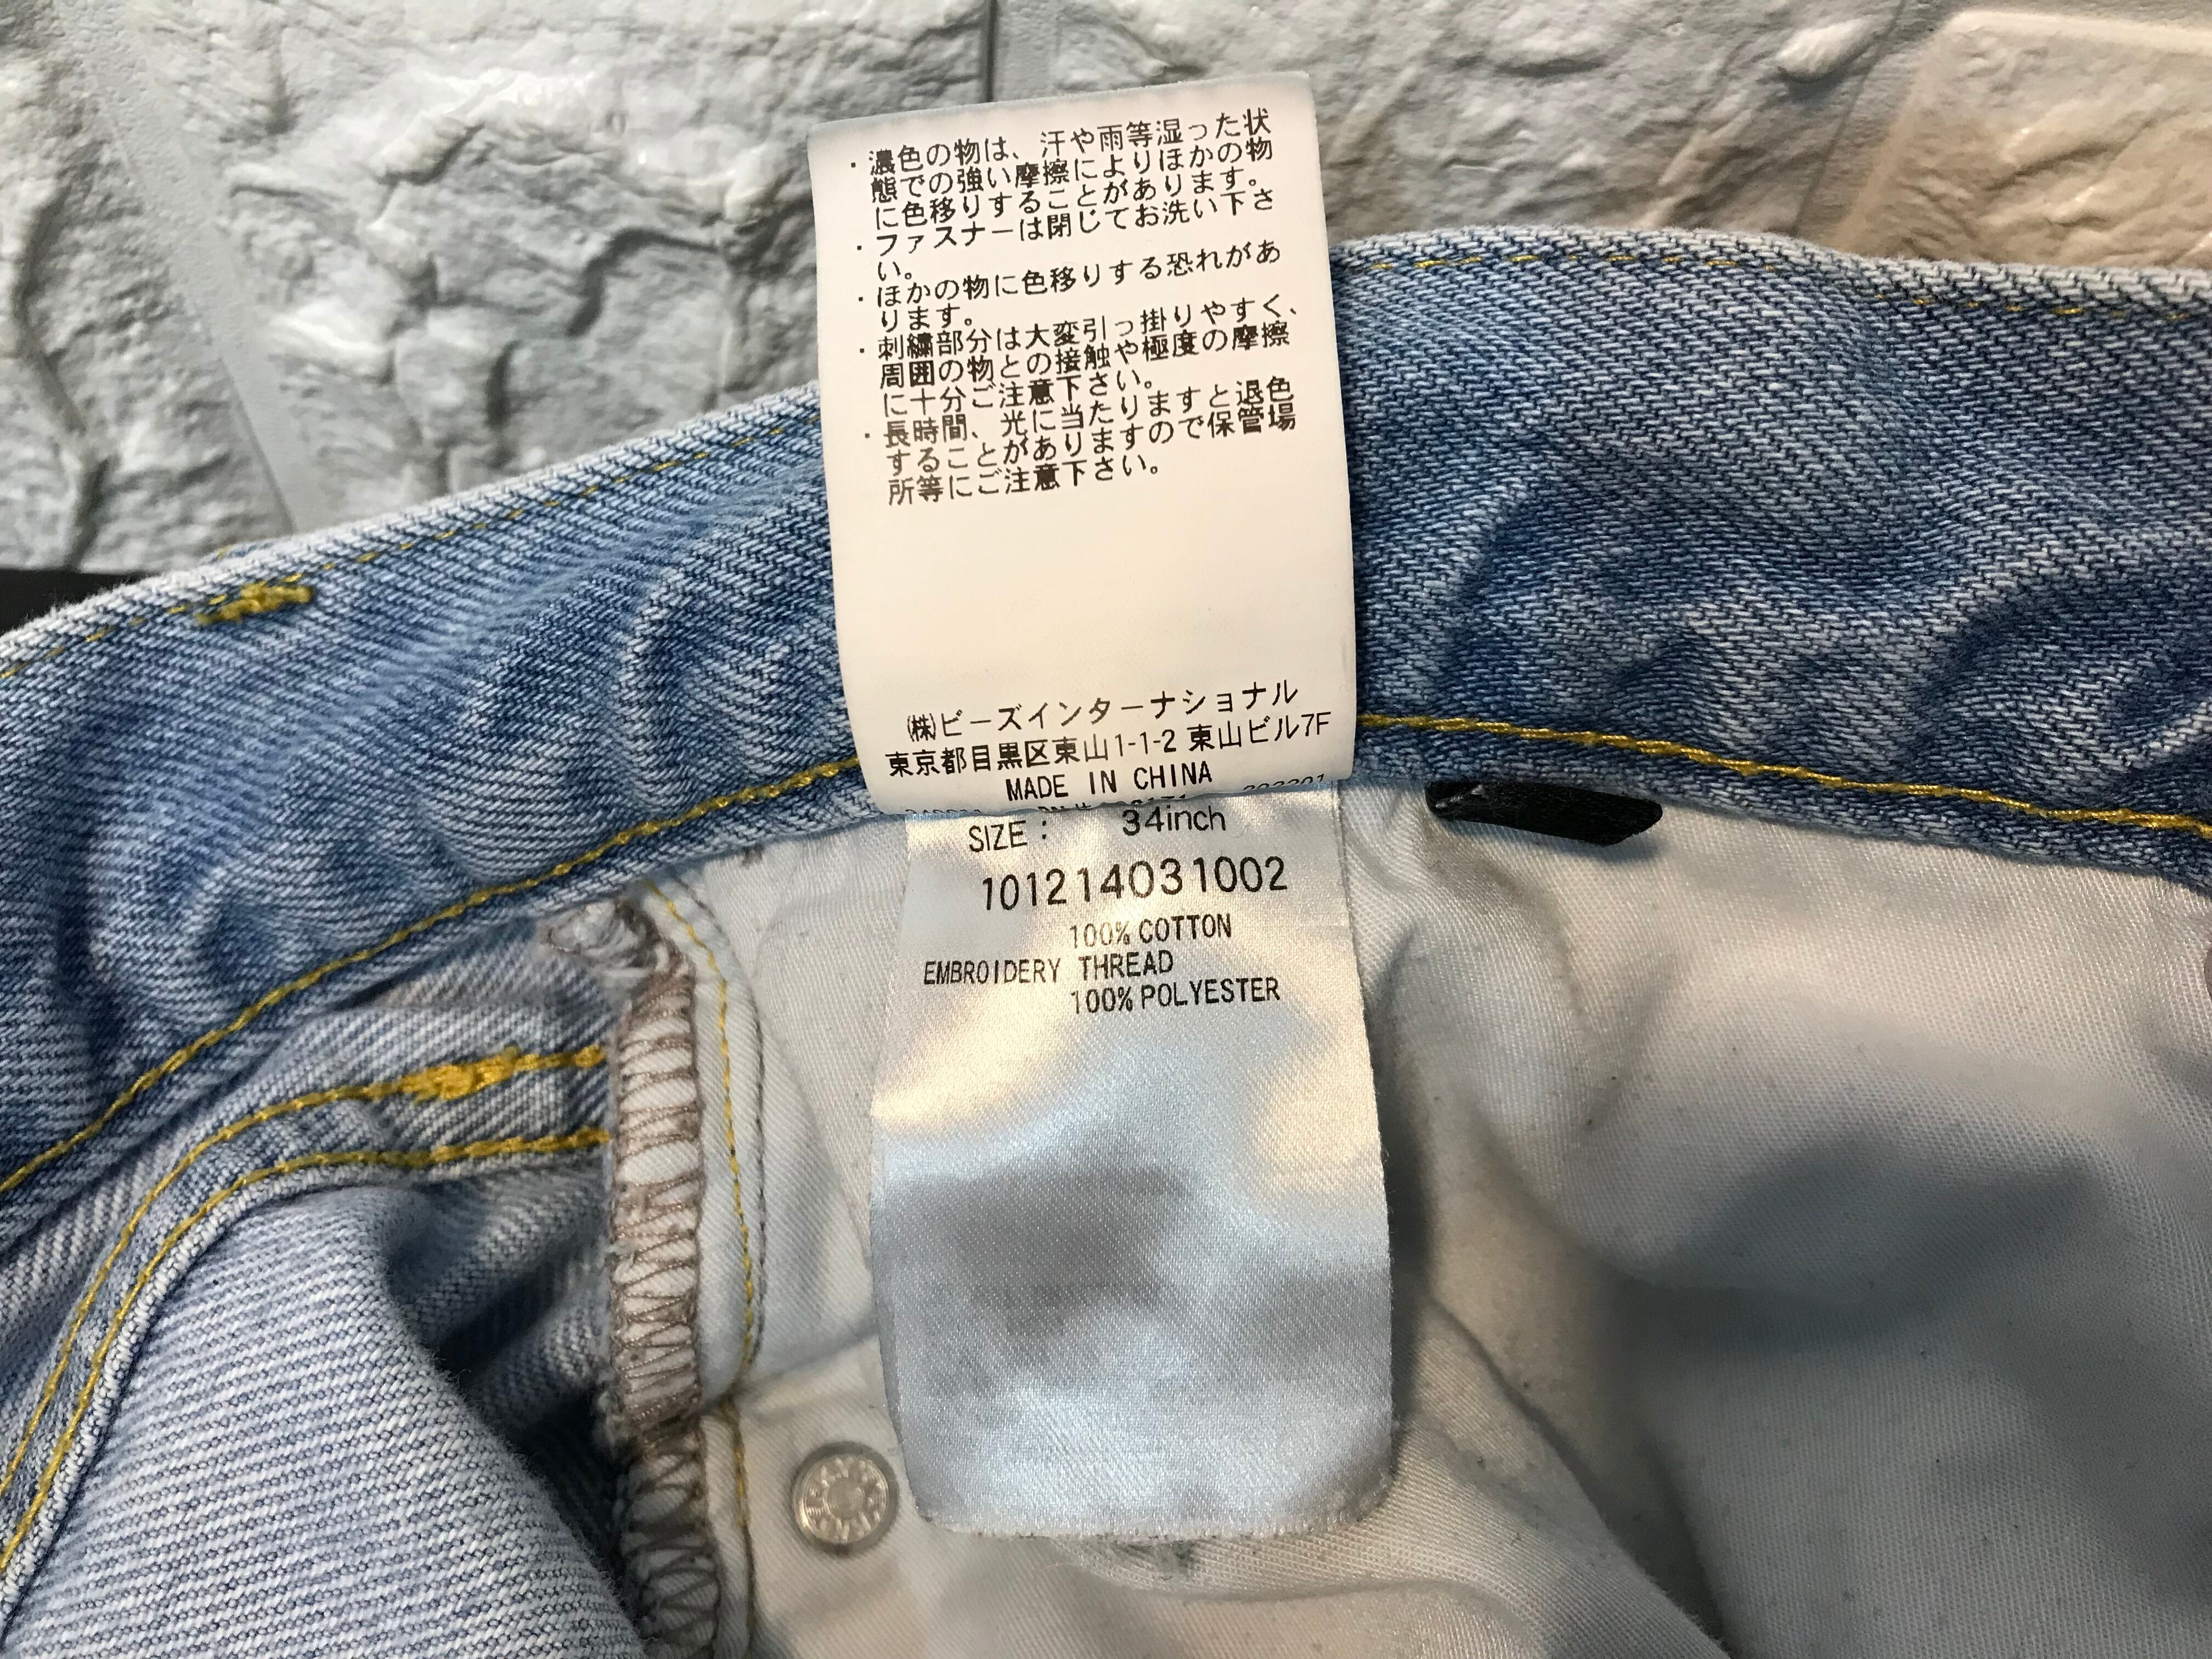 ・濃色の物は、汗や雨等湿った状
態での強い摩擦によりほかの物
に色移りすることがあります。
・ファスナーは閉じてお洗い下さ
い。
・ほかの物に色移りする恐れがあ
ります。
・刺繍部分は大変引っ掛りやすく、
周囲の物との接触や極度の摩擦
に十分ご注意下さい。
・長時間、光に当たりますと退色
することがありますので保管場
所等にご注意下さい。
㈱ビーズインターナショナル
東京都目黒区東山1-1-2 東山ビル7F
MADE IN CHINA
SIZE : 34inch
101214031002
100% COTTON
EMBROIDERY THREAD
100% POLYESTER